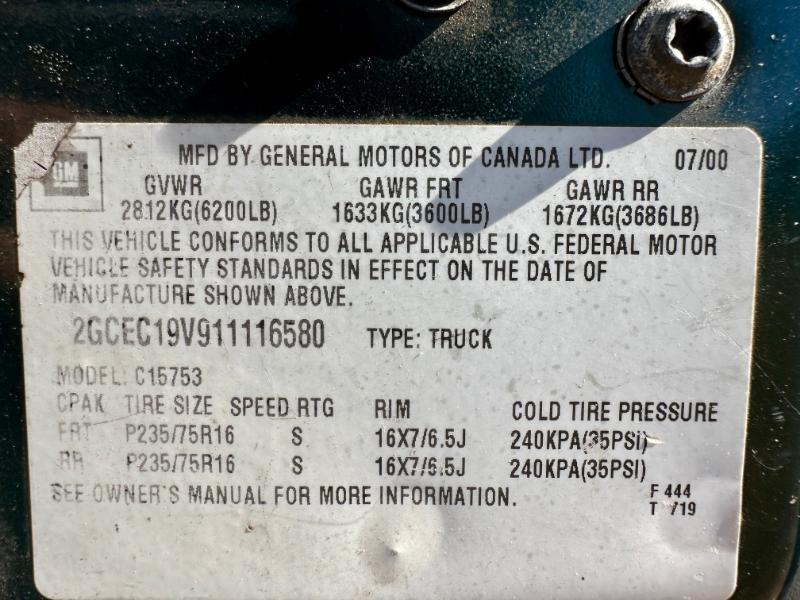 GM
MFD BY GENERAL MOTORS OF CANADA LTD. 07/00
GVWR GAWR FRT GAWR RR
2812KG(6200LB) 1633KG(3600LB) 1672KG(3686LB)
THIS VEHICLE CONFORMS TO ALL APPLICABLE U.S. FEDERAL MOTOR
VEHICLE SAFETY STANDARDS IN EFFECT ON THE DATE OF
MANUFACTURE SHOWN ABOVE.
2GCEC19V911116580 TYPE: TRUCK
MODEL: C15753
CPAK TIRE SIZE SPEED RTG RIM COLD TIRE PRESSURE
FRT P235/75R16 S 16X7/6.5J 240KPA(35PSI)
RR P235/75R16 S 16X7/6.5J 240KPA(35PSI)
SEE OWNER'S MANUAL FOR MORE INFORMATION.
F 444
T /19